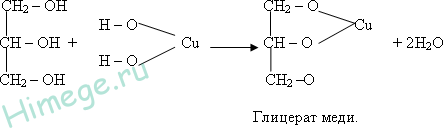 CH₂ – OH
CH – OH + H – O Cu → CH – O + 2H₂O
CH₂ – OH H – O CH₂ – O Cu
CH₂ –O
Глицерат меди.
Himege.ru